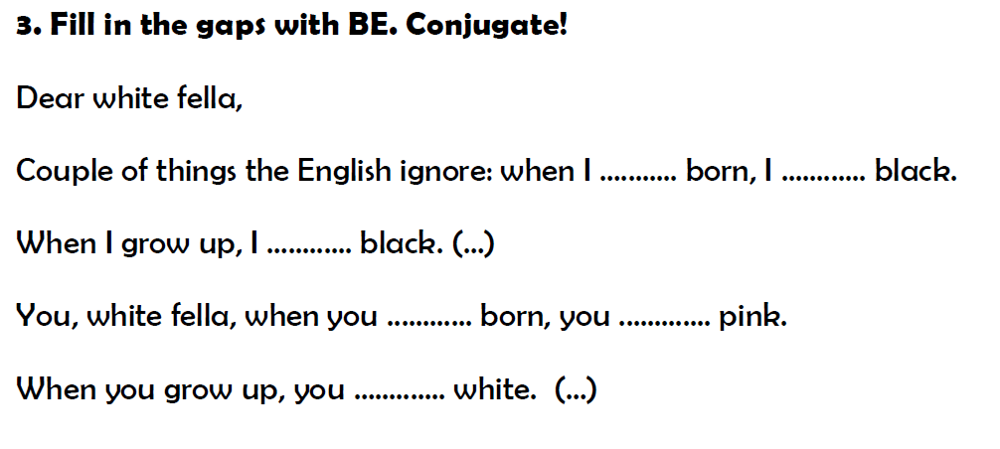 3. Fill in the gaps with BE. Conjugate!
Dear white fella,
Couple of things the English ignore: when I ........... born, I ............ black.
When I grow up, I ............ black. (...)
You, white fella, when you ............ born, you ............. pink.
When you grow up, you ............. white. (...)